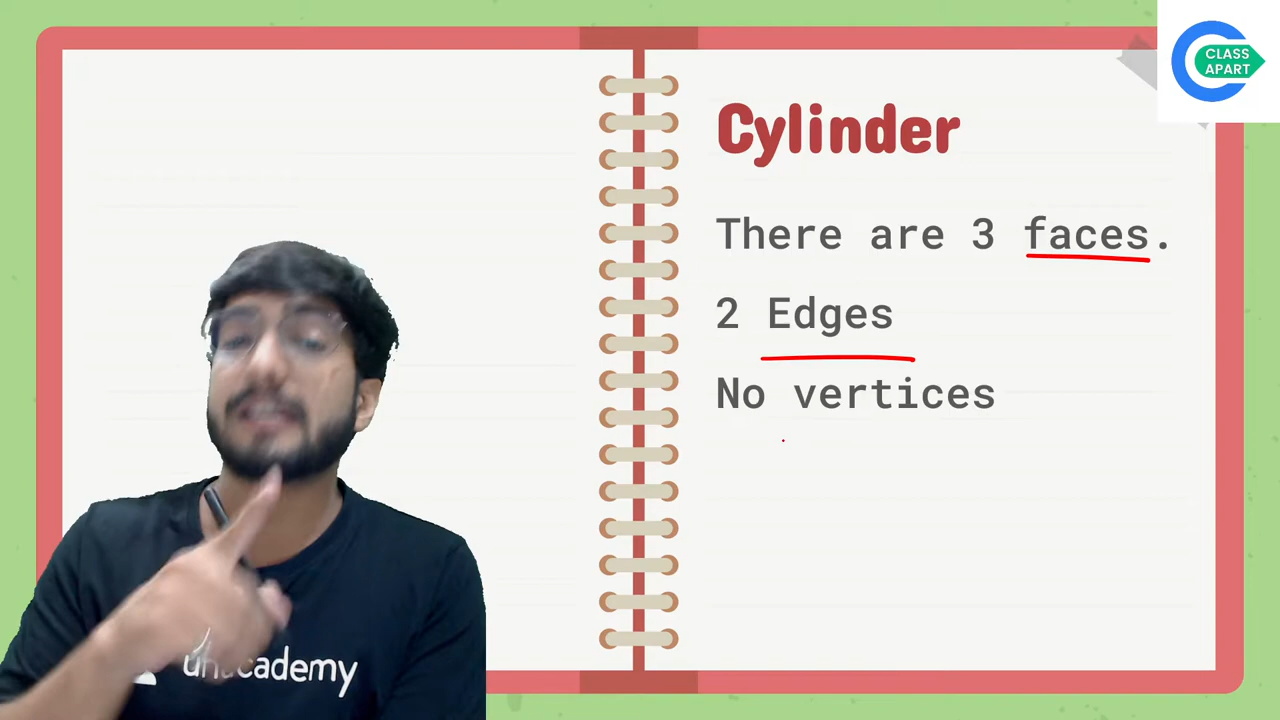 CLASS
APART
Cylinder
There are 3 faces.
2 Edges
No vertices
unacademy